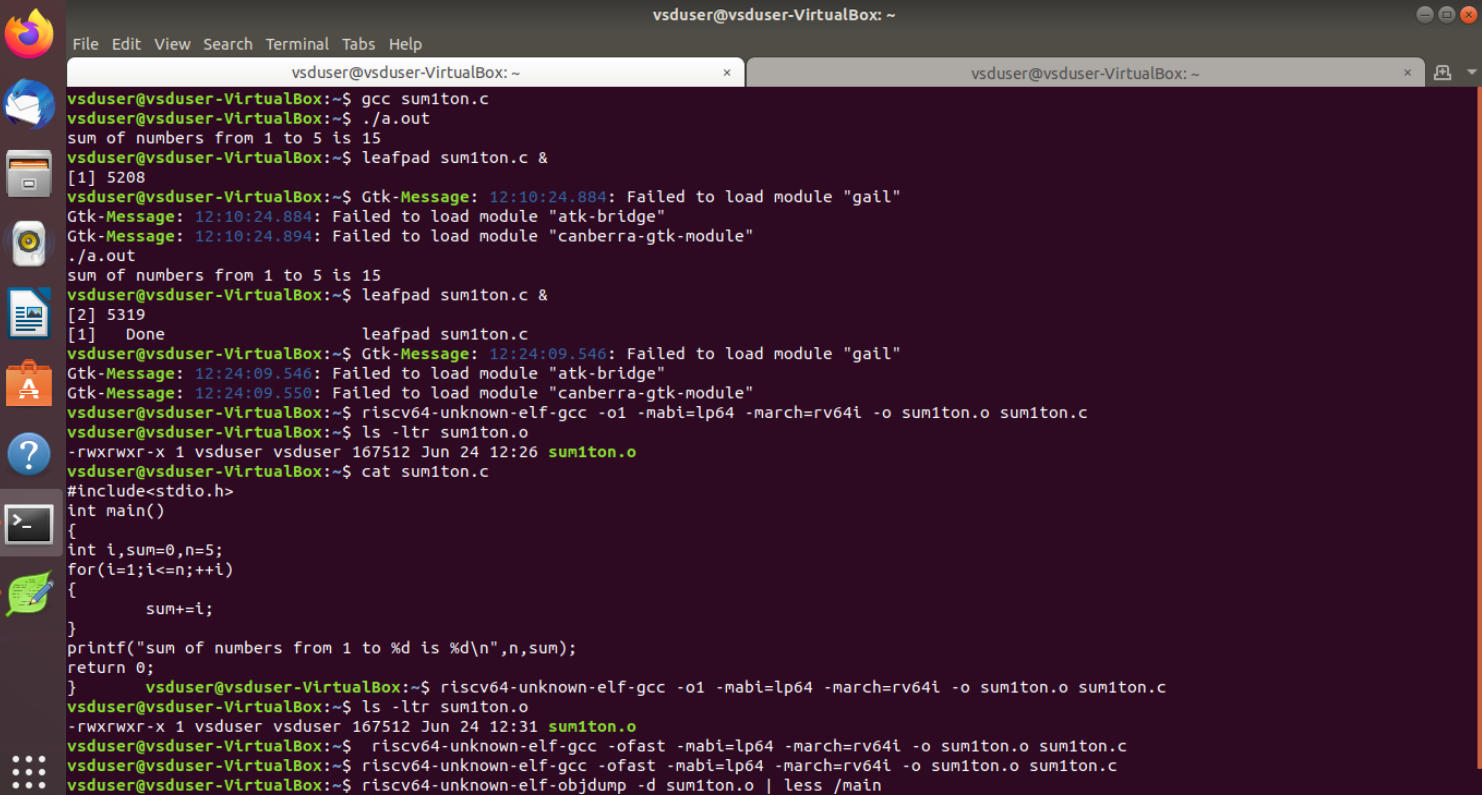 vsduser@vsduser-VirtualBox: ~
File Edit View Search Terminal Tabs Help
vsduser@vsduser-VirtualBox: ~ ×
vsduser@vsduser-VirtualBox: ~ ×
vsduser@vsduser-VirtualBox:~$ gcc sum1ton.c
vsduser@vsduser-VirtualBox:~$ ./a.out
sum of numbers from 1 to 5 is 15
vsduser@vsduser-VirtualBox:~$ leafpad sum1ton.c &
[1] 5208
vsduser@vsduser-VirtualBox:~$ Gtk-Message: 12:10:24.884: Failed to load module "gail"
Gtk-Message: 12:10:24.884: Failed to load module "atk-bridge"
Gtk-Message: 12:10:24.894: Failed to load module "canberra-gtk-module"
./a.out
sum of numbers from 1 to 5 is 15
vsduser@vsduser-VirtualBox:~$ leafpad sum1ton.c &
[2] 5319
[1]   Done                    leafpad sum1ton.c
vsduser@vsduser-VirtualBox:~$ Gtk-Message: 12:24:09.546: Failed to load module "gail"
Gtk-Message: 12:24:09.546: Failed to load module "atk-bridge"
Gtk-Message: 12:24:09.550: Failed to load module "canberra-gtk-module"
vsduser@vsduser-VirtualBox:~$ riscv64-unknown-elf-gcc -o1 -mabi=lp64 -march=rv64i -o sum1ton.o sum1ton.c
vsduser@vsduser-VirtualBox:~$ ls -ltr sum1ton.o
-rwxrwxr-x 1 vsduser vsduser 167512 Jun 24 12:26 sum1ton.o
vsduser@vsduser-VirtualBox:~$ cat sum1ton.c
#include<stdio.h>
int main()
{
int i,sum=0,n=5;
for(i=1;i<=n;++i)
{
        sum+=i;
}
printf("sum of numbers from 1 to %d is %d\n",n,sum);
return 0;
}       vsduser@vsduser-VirtualBox:~$ riscv64-unknown-elf-gcc -o1 -mabi=lp64 -march=rv64i -o sum1ton.o sum1ton.c
vsduser@vsduser-VirtualBox:~$ ls -ltr sum1ton.o
-rwxrwxr-x 1 vsduser vsduser 167512 Jun 24 12:31 sum1ton.o
vsduser@vsduser-VirtualBox:~$  riscv64-unknown-elf-gcc -ofast -mabi=lp64 -march=rv64i -o sum1ton.o sum1ton.c
vsduser@vsduser-VirtualBox:~$ riscv64-unknown-elf-gcc -ofast -mabi=lp64 -march=rv64i -o sum1ton.o sum1ton.c
vsduser@vsduser-VirtualBox:~$ riscv64-unknown-elf-objdump -d sum1ton.o | less /main